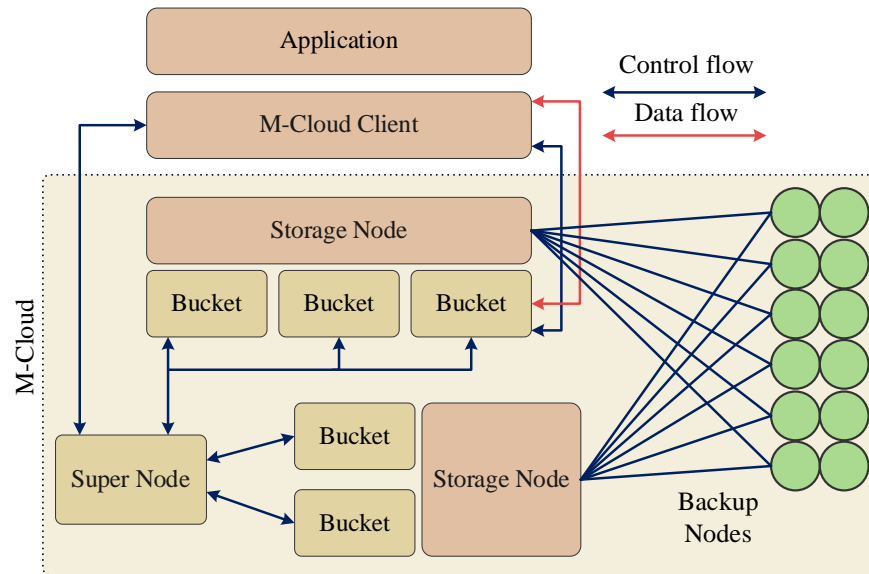 Application
Control flow
M-Cloud Client
Data flow
Storage Node
Bucket
Bucket
Bucket
M-Cloud
Bucket
Super Node
Storage Node
Bucket
Backup
Nodes